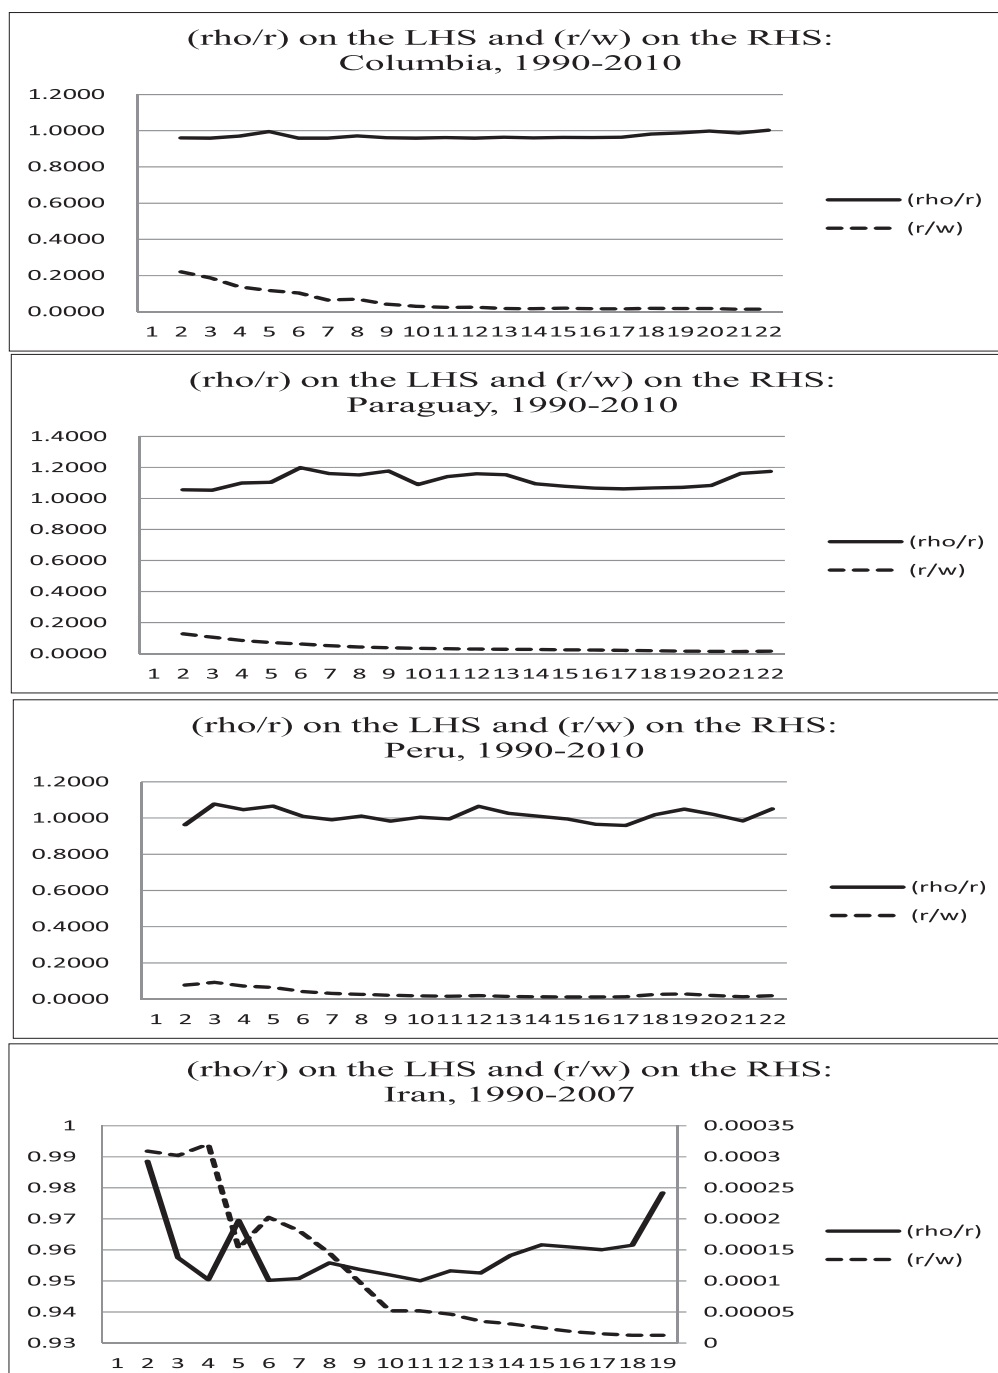 (rho/r) on the LHS and (r/w) on the RHS:
Columbia, 1990-2010
1.2000
1.0000
0.8000
0.6000
0.4000
0.2000
0.0000
1 2 3 4 5 6 7 8 9 10 11 12 13 14 15 16 17 18 19 20 21 22
(rho/r)
(r/w)
(rho/r) on the LHS and (r/w) on the RHS:
Paraguay, 1990-2010
1.4000
1.2000
1.0000
0.8000
0.6000
0.4000
0.2000
0.0000
1 2 3 4 5 6 7 8 9 10 11 12 13 14 15 16 17 18 19 20 21 22
(rho/r)
(r/w)
(rho/r) on the LHS and (r/w) on the RHS:
Peru, 1990-2010
1.2000
1.0000
0.8000
0.6000
0.4000
0.2000
0.0000
1 2 3 4 5 6 7 8 9 10 11 12 13 14 15 16 17 18 19 20 21 22
(rho/r)
(r/w)
(rho/r) on the LHS and (r/w) on the RHS:
Iran, 1990-2007
1
0.99
0.98
0.97
0.96
0.95
0.94
0.93
0.00035
0.0003
0.00025
0.0002
0.00015
0.0001
0.00005
0
1 2 3 4 5 6 7 8 9 10 11 12 13 14 15 16 17 18 19
(rho/r)
(r/w)